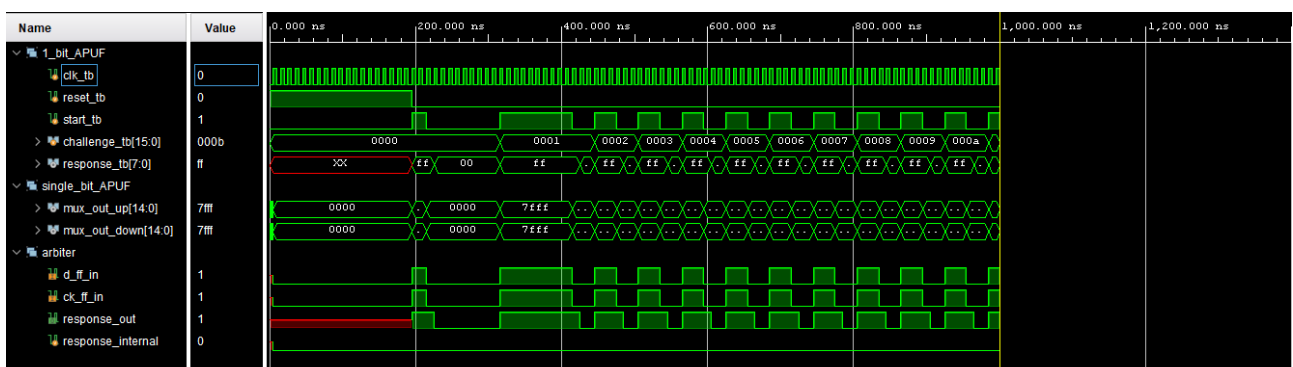 Name Value 0.000 ns 200.000 ns 400.000 ns 600.000 ns 800.000 ns 1,000.000 ns 1,200.000 ns
1_bit_APUF
clk_tb 0
reset_tb 0
start_tb 1
challenge_tb[15:0] 000b 0000 0001 0002 0003 0004 0005 0006 0007 0008 0009 000a
response_tb[7:0] ff XX ff 00 ff .. ff . ff . ff . ff . ff . ff . ff . ff . ff .
single_bit_APUF
mux_out_up[14:0] 7fff 0000 . 0000 7fff .. .. .. .. .. .. .. .. .. .. .. .. .. .. .. .. .. .. .. .
mux_out_down[14:0] 7fff 0000 . 0000 7fff .. .. .. .. .. .. .. .. .. .. .. .. .. .. .. .. .. .. .. .
arbiter
d_ff_in 1
ck_ff_in 1
response_out 1
response_internal 0